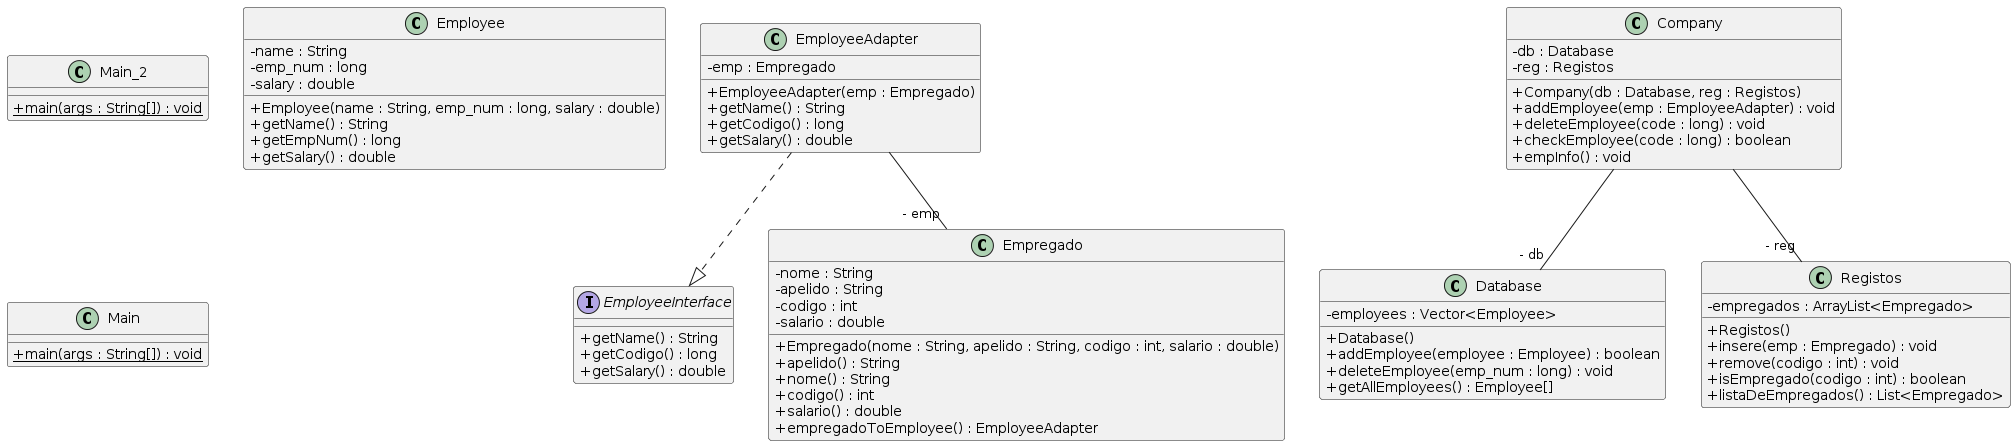 C Main_2
+main(args : String[]) : void
C Employee
-name : String
-emp_num : long
-salary : double
+Employee(name : String, emp_num : long, salary : double)
+getName() : String
+getEmpNum() : long
+getSalary() : double
C EmployeeAdapter
-emp : Empregado
+EmployeeAdapter(emp : Empregado)
+getName() : String
+getCodigo() : long
+getSalary() : double
C Company
-db : Database
-reg : Registos
+Company(db : Database, reg : Registos)
+addEmployee(emp : EmployeeAdapter) : void
+deleteEmployee(code : long) : void
+checkEmployee(code : long) : boolean
+empInfo() : void
- emp
- db
- reg
C Main
+main(args : String[]) : void
I EmployeeInterface
+getName() : String
+getCodigo() : long
+getSalary() : double
C Empregado
-nome : String
-apelido : String
-codigo : int
-salario : double
+Empregado(nome : String, apelido : String, codigo : int, salario : double)
+apelido() : String
+nome() : String
+codigo() : int
+salario() : double
+empregadoToEmployee() : EmployeeAdapter
C Database
-employees : Vector<Employee>
+Database()
+addEmployee(employee : Employee) : boolean
+deleteEmployee(emp_num : long) : void
+getAllEmployees() : Employee[]
C Registos
-empregados : ArrayList<Empregado>
+Registos()
+insere(emp : Empregado) : void
+remove(codigo : int) : void
+isEmpregado(codigo : int) : boolean
+listaDeEmpregados() : List<Empregado>